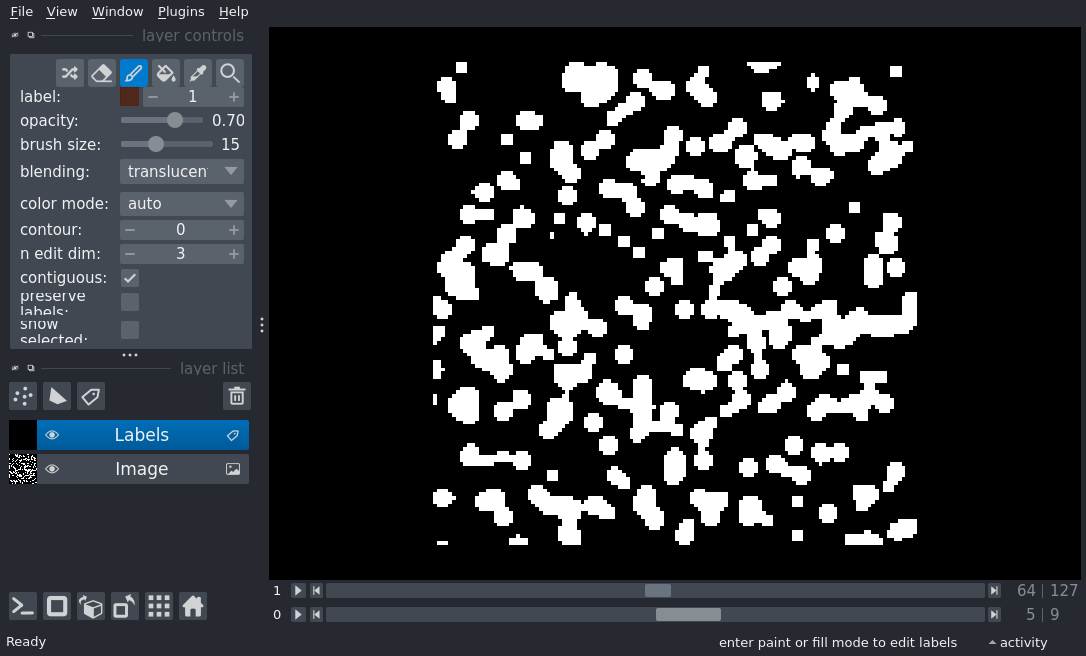 File View Window Plugins Help
layer controls
label: 1
opacity: 0.70
brush size: 15
blending: translucen
color mode: auto
contour: 0
n edit dim: 3
contiguous:
preserve
labels:
show
selected:
layer list
Labels
Image
1 64 127
0 5 9
Ready enter paint or fill mode to edit labels activity